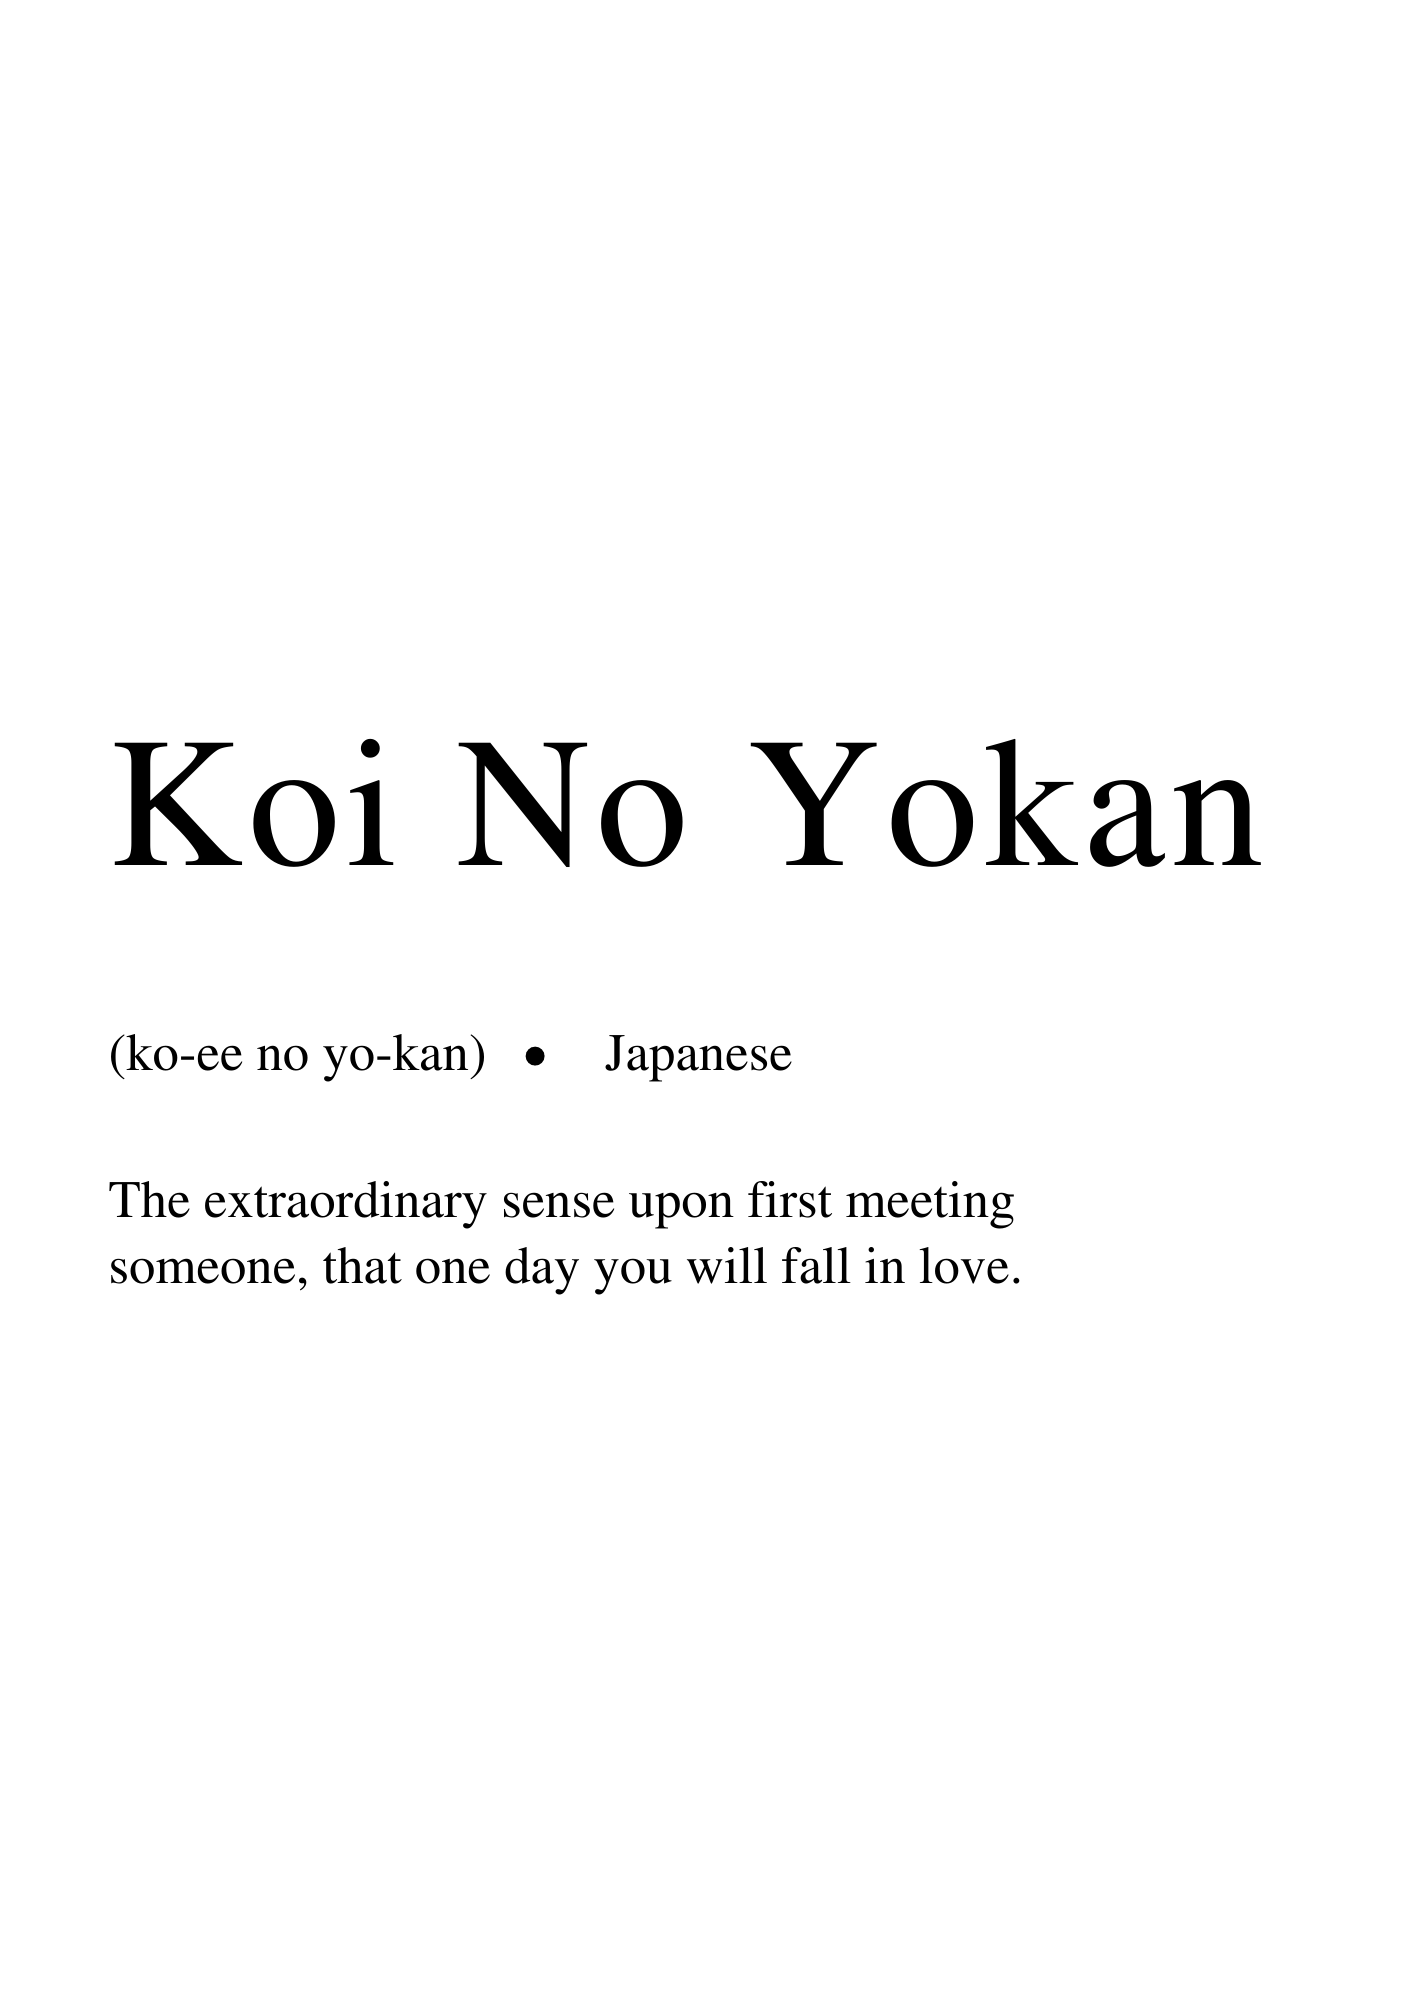 Koi No Yokan
(ko-ee no yo-kan) • Japanese
The extraordinary sense upon first meeting
someone, that one day you will fall in love.